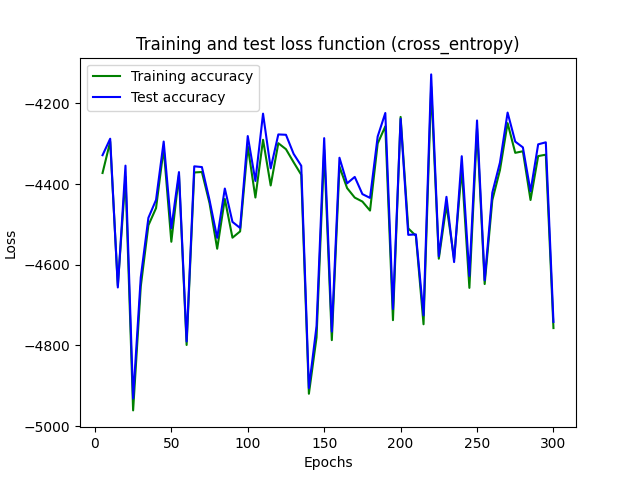 Training and test loss function (cross_entropy)
Training accuracy
Test accuracy
Loss
−4200
−4400
−4600
−4800
−5000
0 50 100 150 200 250 300
Epochs